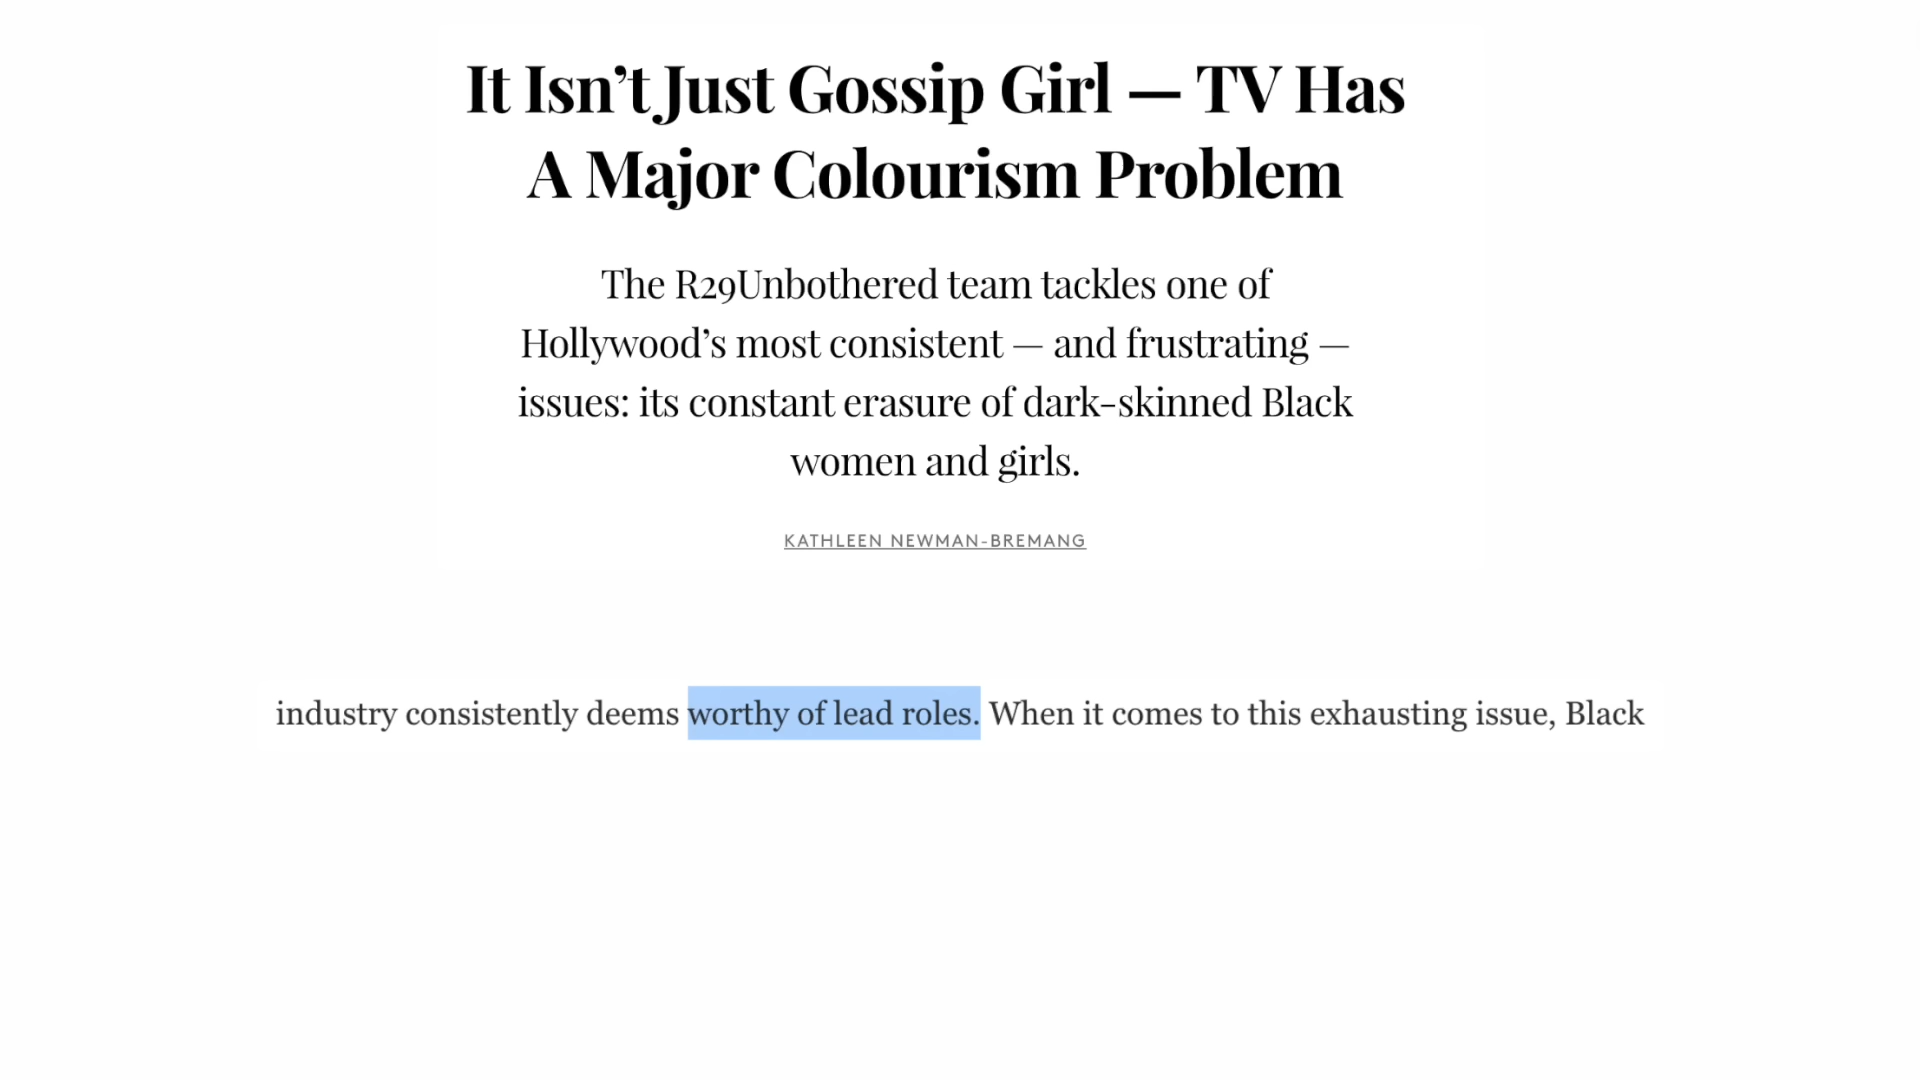 It Isn’t Just Gossip Girl — TV Has
A Major Colourism Problem
The R29Unbothered team tackles one of
Hollywood’s most consistent — and frustrating —
issues: its constant erasure of dark-skinned Black
women and girls.
KATHLEEN NEWMAN-BREMANG
industry consistently deems worthy of lead roles. When it comes to this exhausting issue, Black